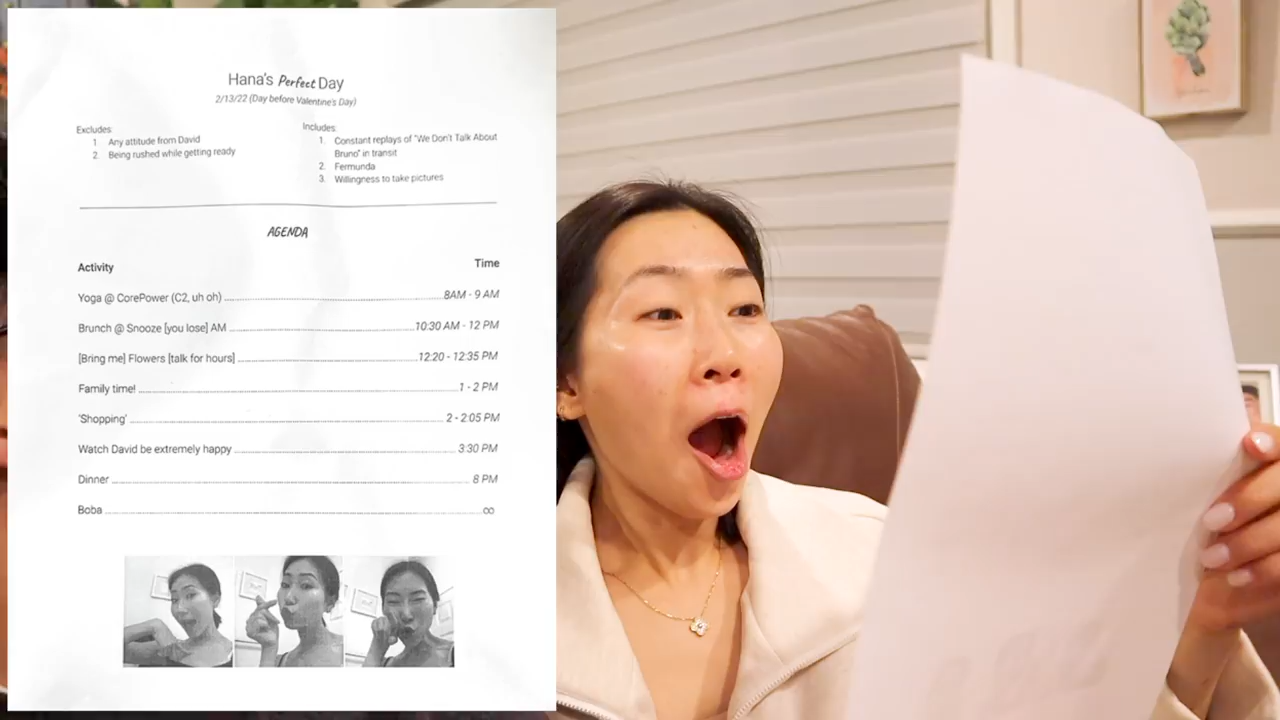 Hana's Perfect Day
2/13/22 (Day before Valentine's Day)
Excludes:
1. Any attitude from David
2. Being rushed while getting ready
Includes:
1. Constant replays of "We Don't Talk About
Bruno" in transit
2. Fermunda
3. Willingness to take pictures
AGENDA
Activity Time
Yoga @ CorePower (C2, uh oh) 8AM - 9 AM
Brunch @ Snooze [you lose] AM 10:30 AM - 12 PM
[Bring me] Flowers [talk for hours] 12:20 - 12:35 PM
Family time! 1 - 2 PM
'Shopping' 2 - 2:05 PM
Watch David be extremely happy 3:30 PM
Dinner 8 PM
Boba ∞